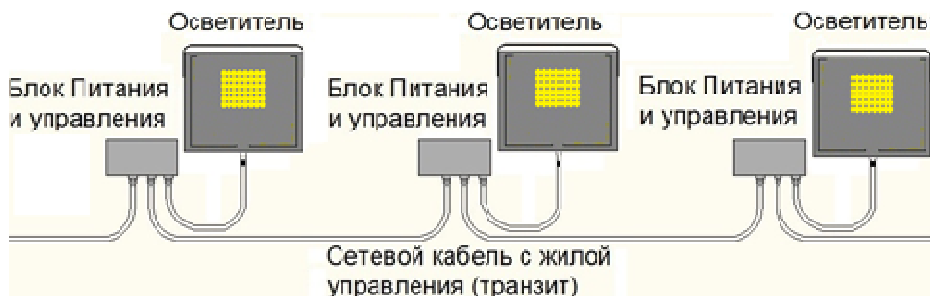 Осветитель
Осветитель
Осветитель
Блок Питания
и управления
Блок Питания
и управления
Блок Питания
и управления
Сетевой кабель с жилой
управления (транзит)